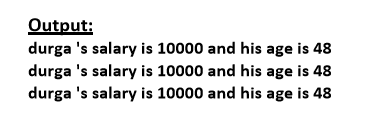 Output:
durga 's salary is 10000 and his age is 48
durga 's salary is 10000 and his age is 48
durga 's salary is 10000 and his age is 48